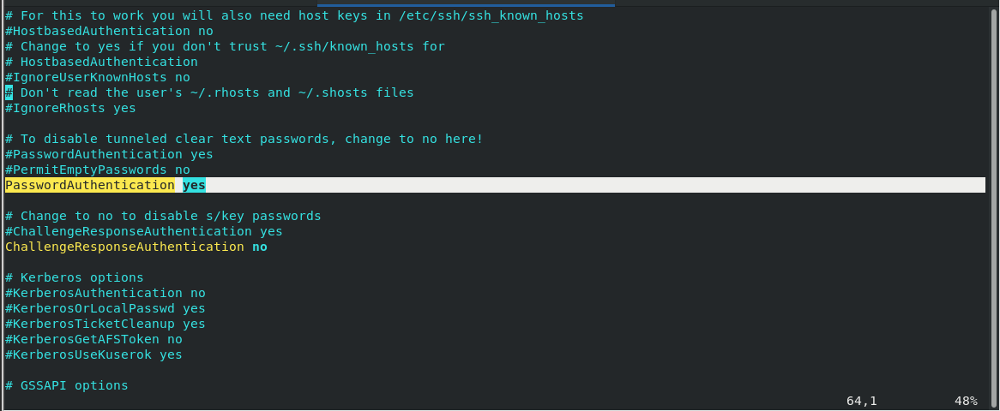 # For this to work you will also need host keys in /etc/ssh/ssh_known_hosts
#HostbasedAuthentication no
# Change to yes if you don't trust ~/.ssh/known_hosts for
# HostbasedAuthentication
#IgnoreUserKnownHosts no
# Don't read the user's ~/.rhosts and ~/.shosts files
#IgnoreRhosts yes

# To disable tunneled clear text passwords, change to no here!
#PasswordAuthentication yes
#PermitEmptyPasswords no
PasswordAuthentication yes

# Change to no to disable s/key passwords
#ChallengeResponseAuthentication yes
ChallengeResponseAuthentication no

# Kerberos options
#KerberosAuthentication no
#KerberosOrLocalPasswd yes
#KerberosTicketCleanup yes
#KerberosGetAFSToken no
#KerberosUseKuserok yes

# GSSAPI options
64,1 48%